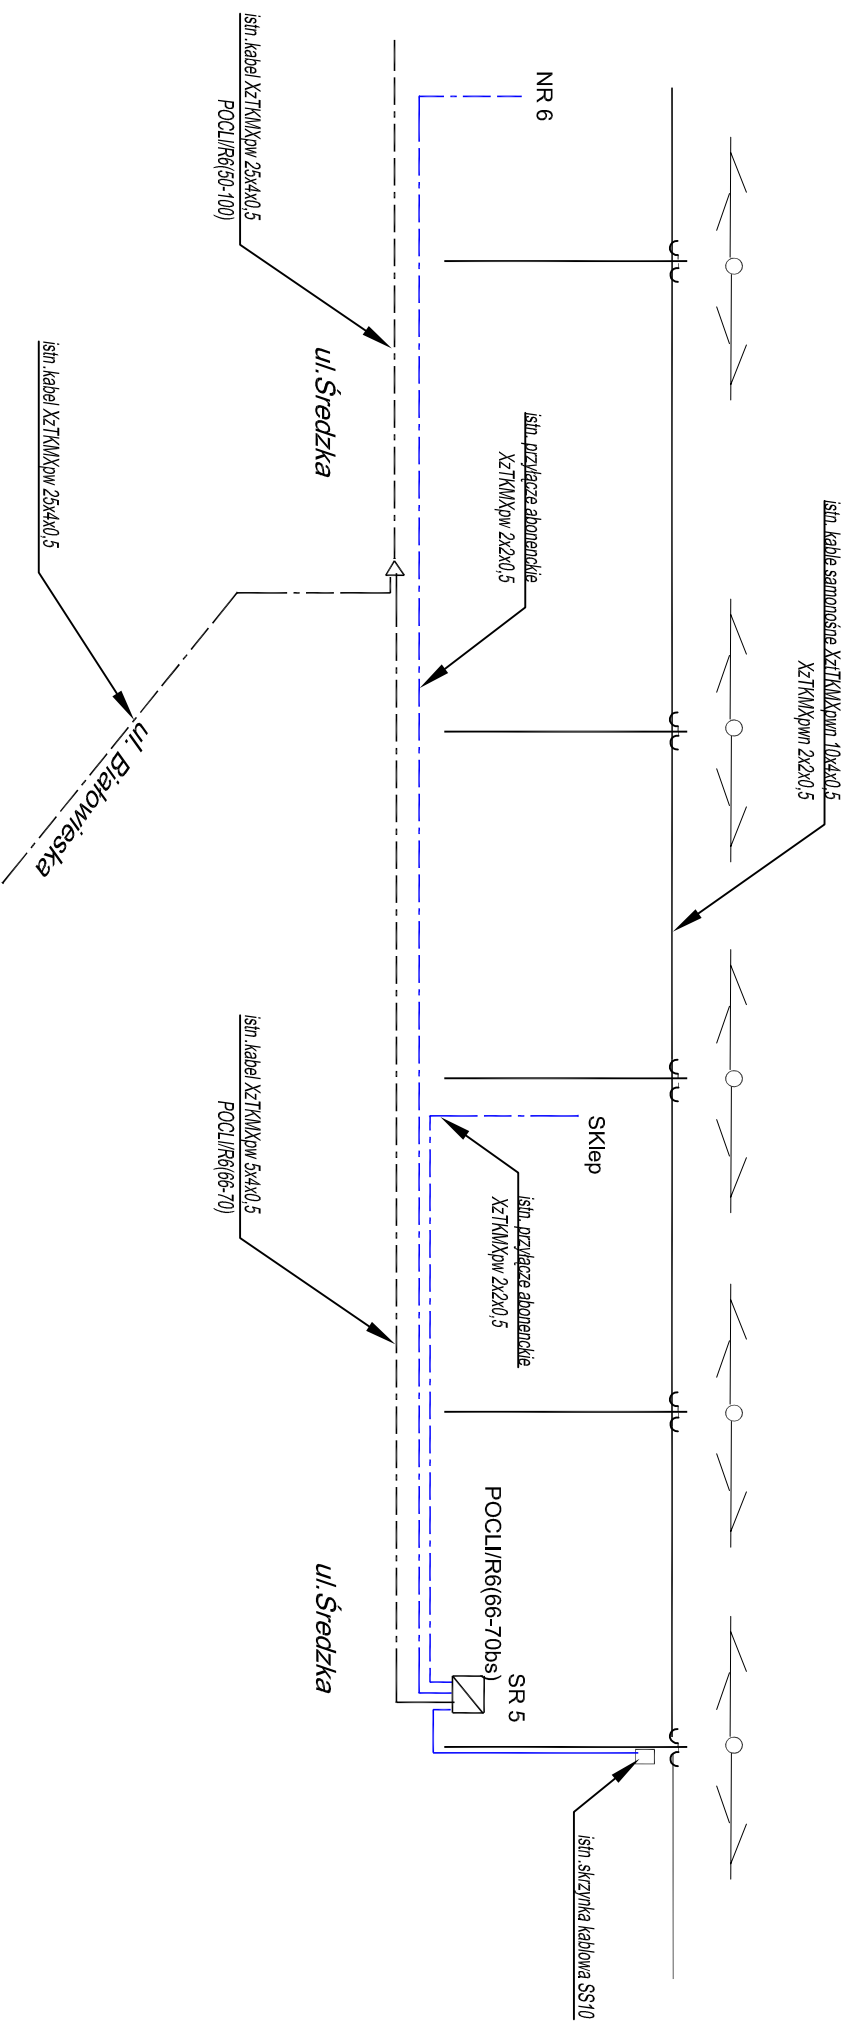 istn. kable samonośne XztTKMXpwn 10x4x0,5
XzTKMXpwn 2x2x0,5
NR 6
istn. przyłącze abonenckie
XzTKMXpw 2x2x0,5
SKlep
istn. przyłącze abonenckie
XzTKMXpw 2x2x0,5
SR 5
POCLI/R6(66-70bs)
istn.skrzynka kablowa SS10
ul.Średzka
ul.Średzka
istn.kabel XzTKMXpw 25x4x0,5
POCLI/R6(50-100)
istn.kabel XzTKMXpw 5x4x0,5
POCLI/R6(66-70)
ul. Białowieska
istn.kabel XzTKMXpw 25x4x0,5